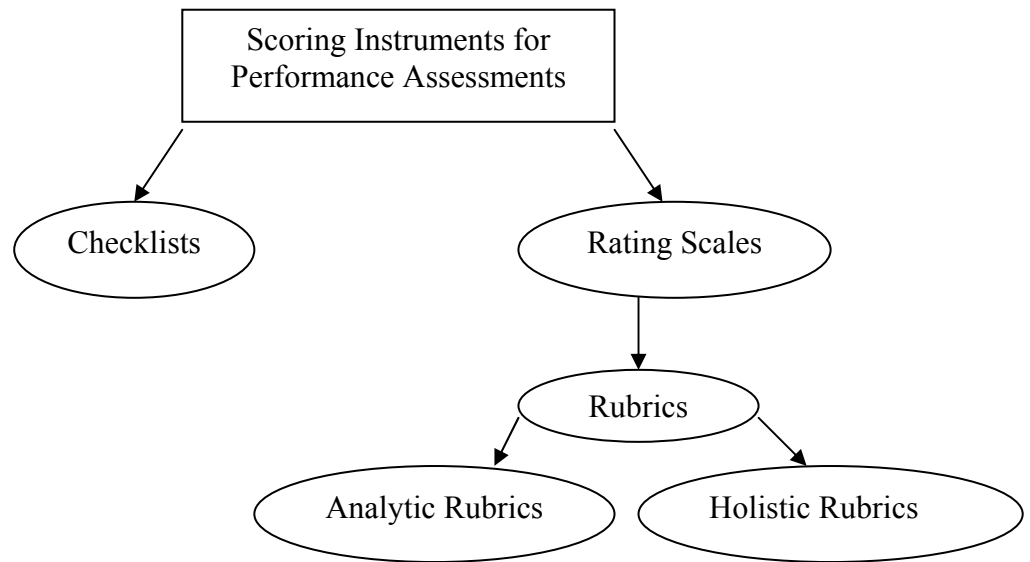 Scoring Instruments for
Performance Assessments
Checklists
Rating Scales
Rubrics
Analytic Rubrics
Holistic Rubrics